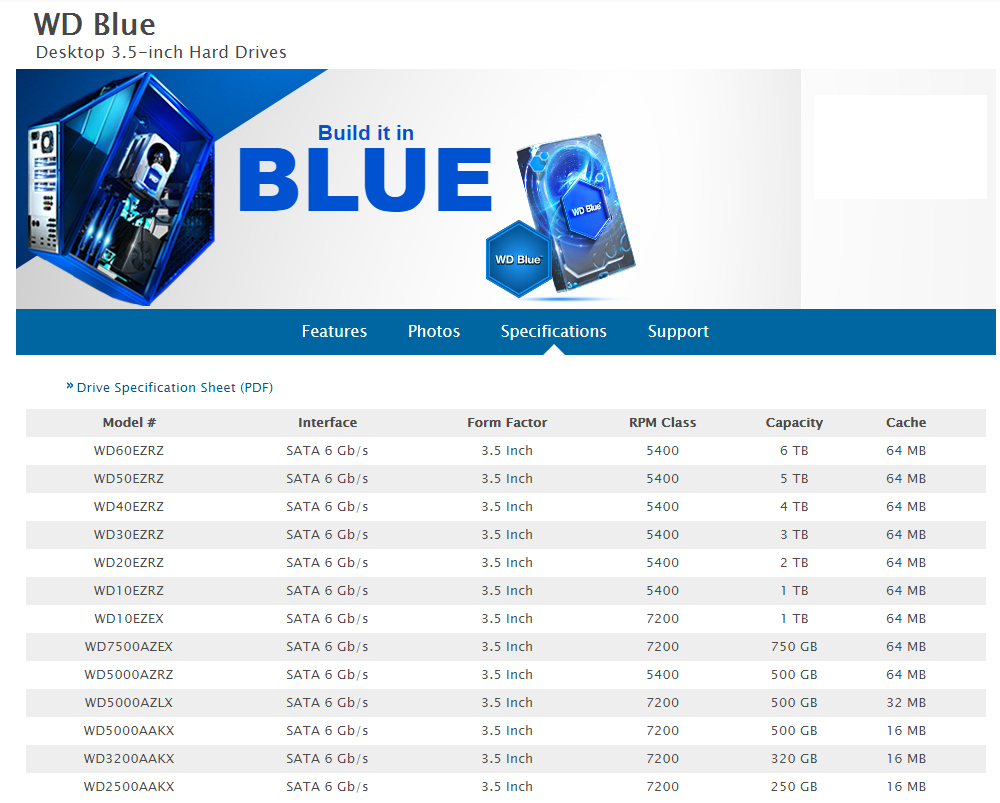 WD Blue
Desktop 3.5-inch Hard Drives
Build it in
BLUE
WD Blue
WD Blue™
Features Photos Specifications Support
» Drive Specification Sheet (PDF)
Model # Interface Form Factor RPM Class Capacity Cache
WD60EZRZ SATA 6 Gb/s 3.5 Inch 5400 6 TB 64 MB
WD50EZRZ SATA 6 Gb/s 3.5 Inch 5400 5 TB 64 MB
WD40EZRZ SATA 6 Gb/s 3.5 Inch 5400 4 TB 64 MB
WD30EZRZ SATA 6 Gb/s 3.5 Inch 5400 3 TB 64 MB
WD20EZRZ SATA 6 Gb/s 3.5 Inch 5400 2 TB 64 MB
WD10EZRZ SATA 6 Gb/s 3.5 Inch 5400 1 TB 64 MB
WD10EZEX SATA 6 Gb/s 3.5 Inch 7200 1 TB 64 MB
WD7500AZEX SATA 6 Gb/s 3.5 Inch 7200 750 GB 64 MB
WD5000AZRZ SATA 6 Gb/s 3.5 Inch 5400 500 GB 64 MB
WD5000AZLX SATA 6 Gb/s 3.5 Inch 7200 500 GB 32 MB
WD5000AAKX SATA 6 Gb/s 3.5 Inch 7200 500 GB 16 MB
WD3200AAKX SATA 6 Gb/s 3.5 Inch 7200 320 GB 16 MB
WD2500AAKX SATA 6 Gb/s 3.5 Inch 7200 250 GB 16 MB